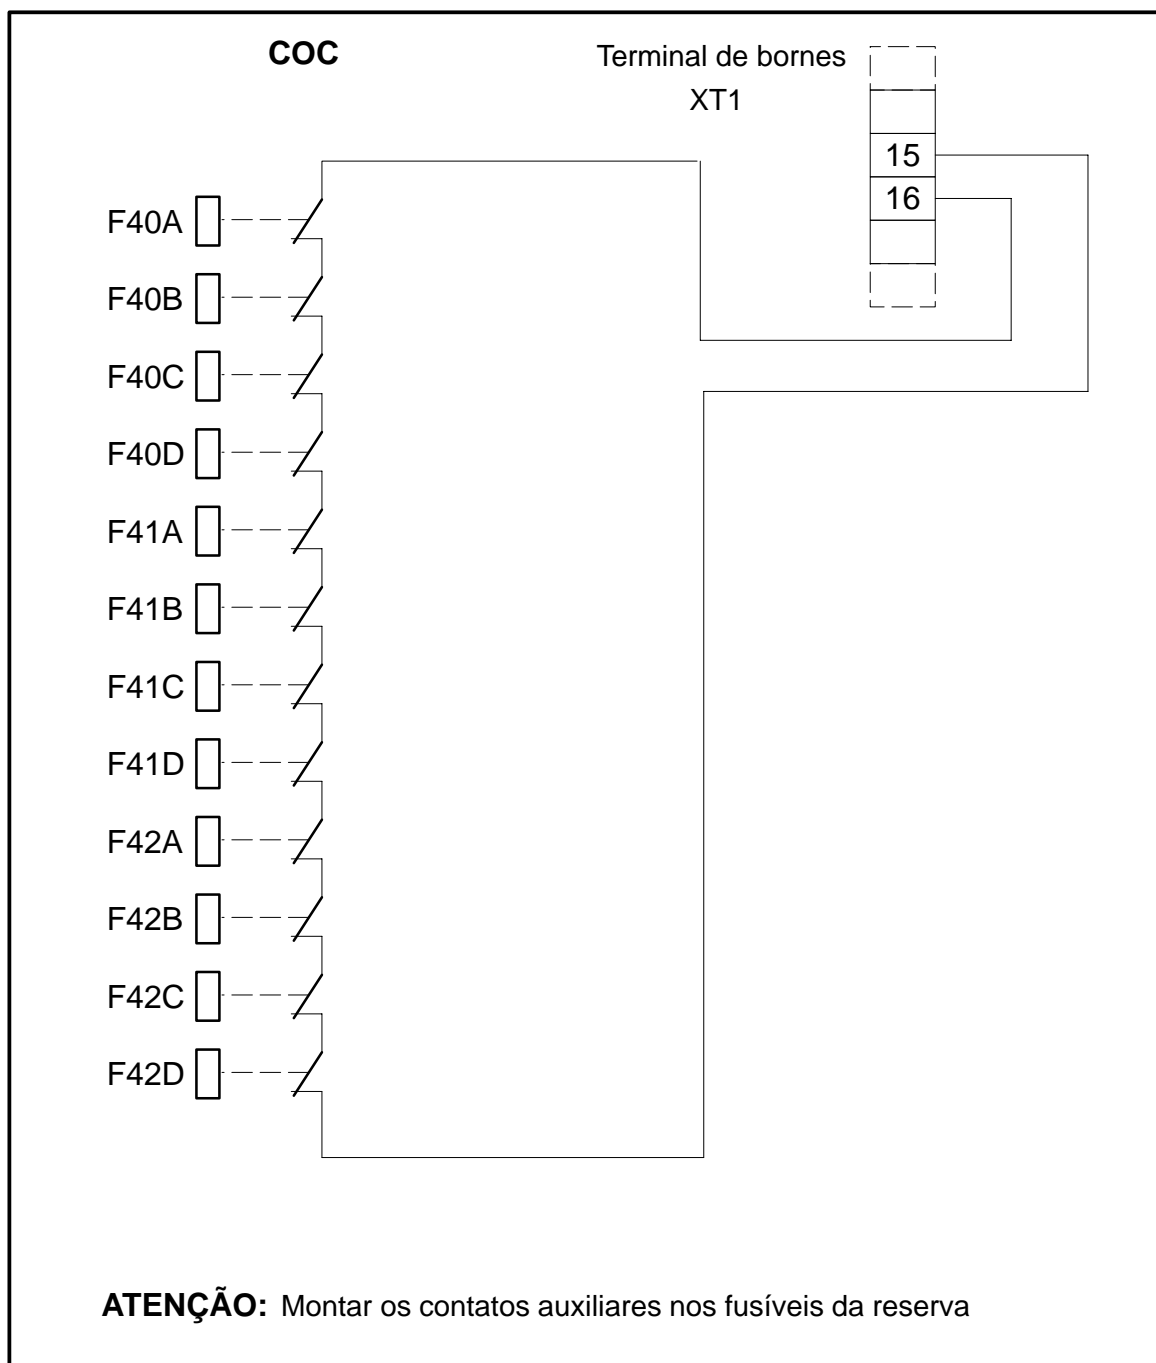 COC
Terminal de bornes
XT1
15
16
F40A
F40B
F40C
F40D
F41A
F41B
F41C
F41D
F42A
F42B
F42C
F42D
ATENÇÃO: Montar os contatos auxiliares nos fusíveis da reserva